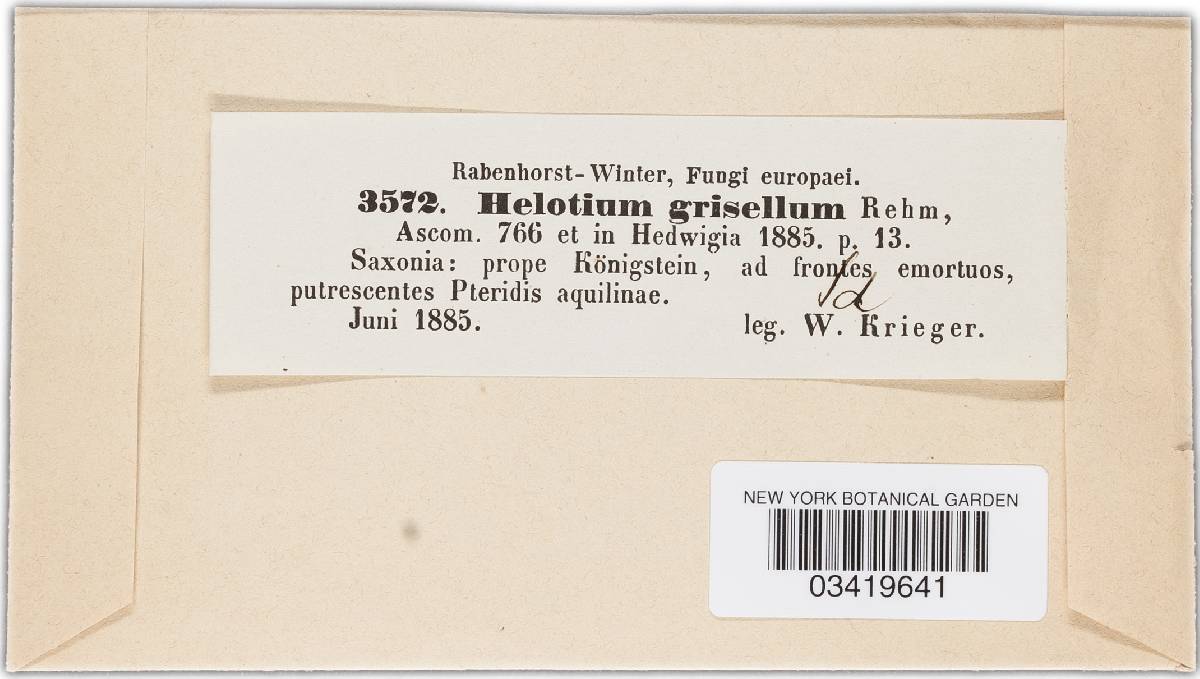 Rabenhorst-Winter, Fungi europaei.
3572. Helotium grisellum Rehm,
Ascom. 766 et in Hedwigia 1885. p. 13.
Saxonia: prope Königstein, ad frontes emortuos,
d
putrescentes Pteridis aquilinae.
Juni 1885. leg. W. Krieger.
NEW YORK BOTANICAL GARDEN
03419641